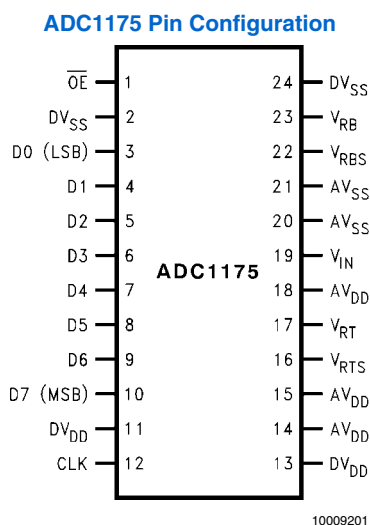 ADC1175 Pin Configuration
OE 1 24 DVSS
DVSS 2 23 VRB
D0 (LSB) 3 22 VRBS
D1 4 21 AVSS
D2 5 20 AVSS
D3 6 19 VIN
ADC1175
D4 7 18 AVDD
D5 8 17 VRT
D6 9 16 VRTS
D7 (MSB) 10 15 AVDD
DVDD 11 14 AVDD
CLK 12 13 DVDD
10009201